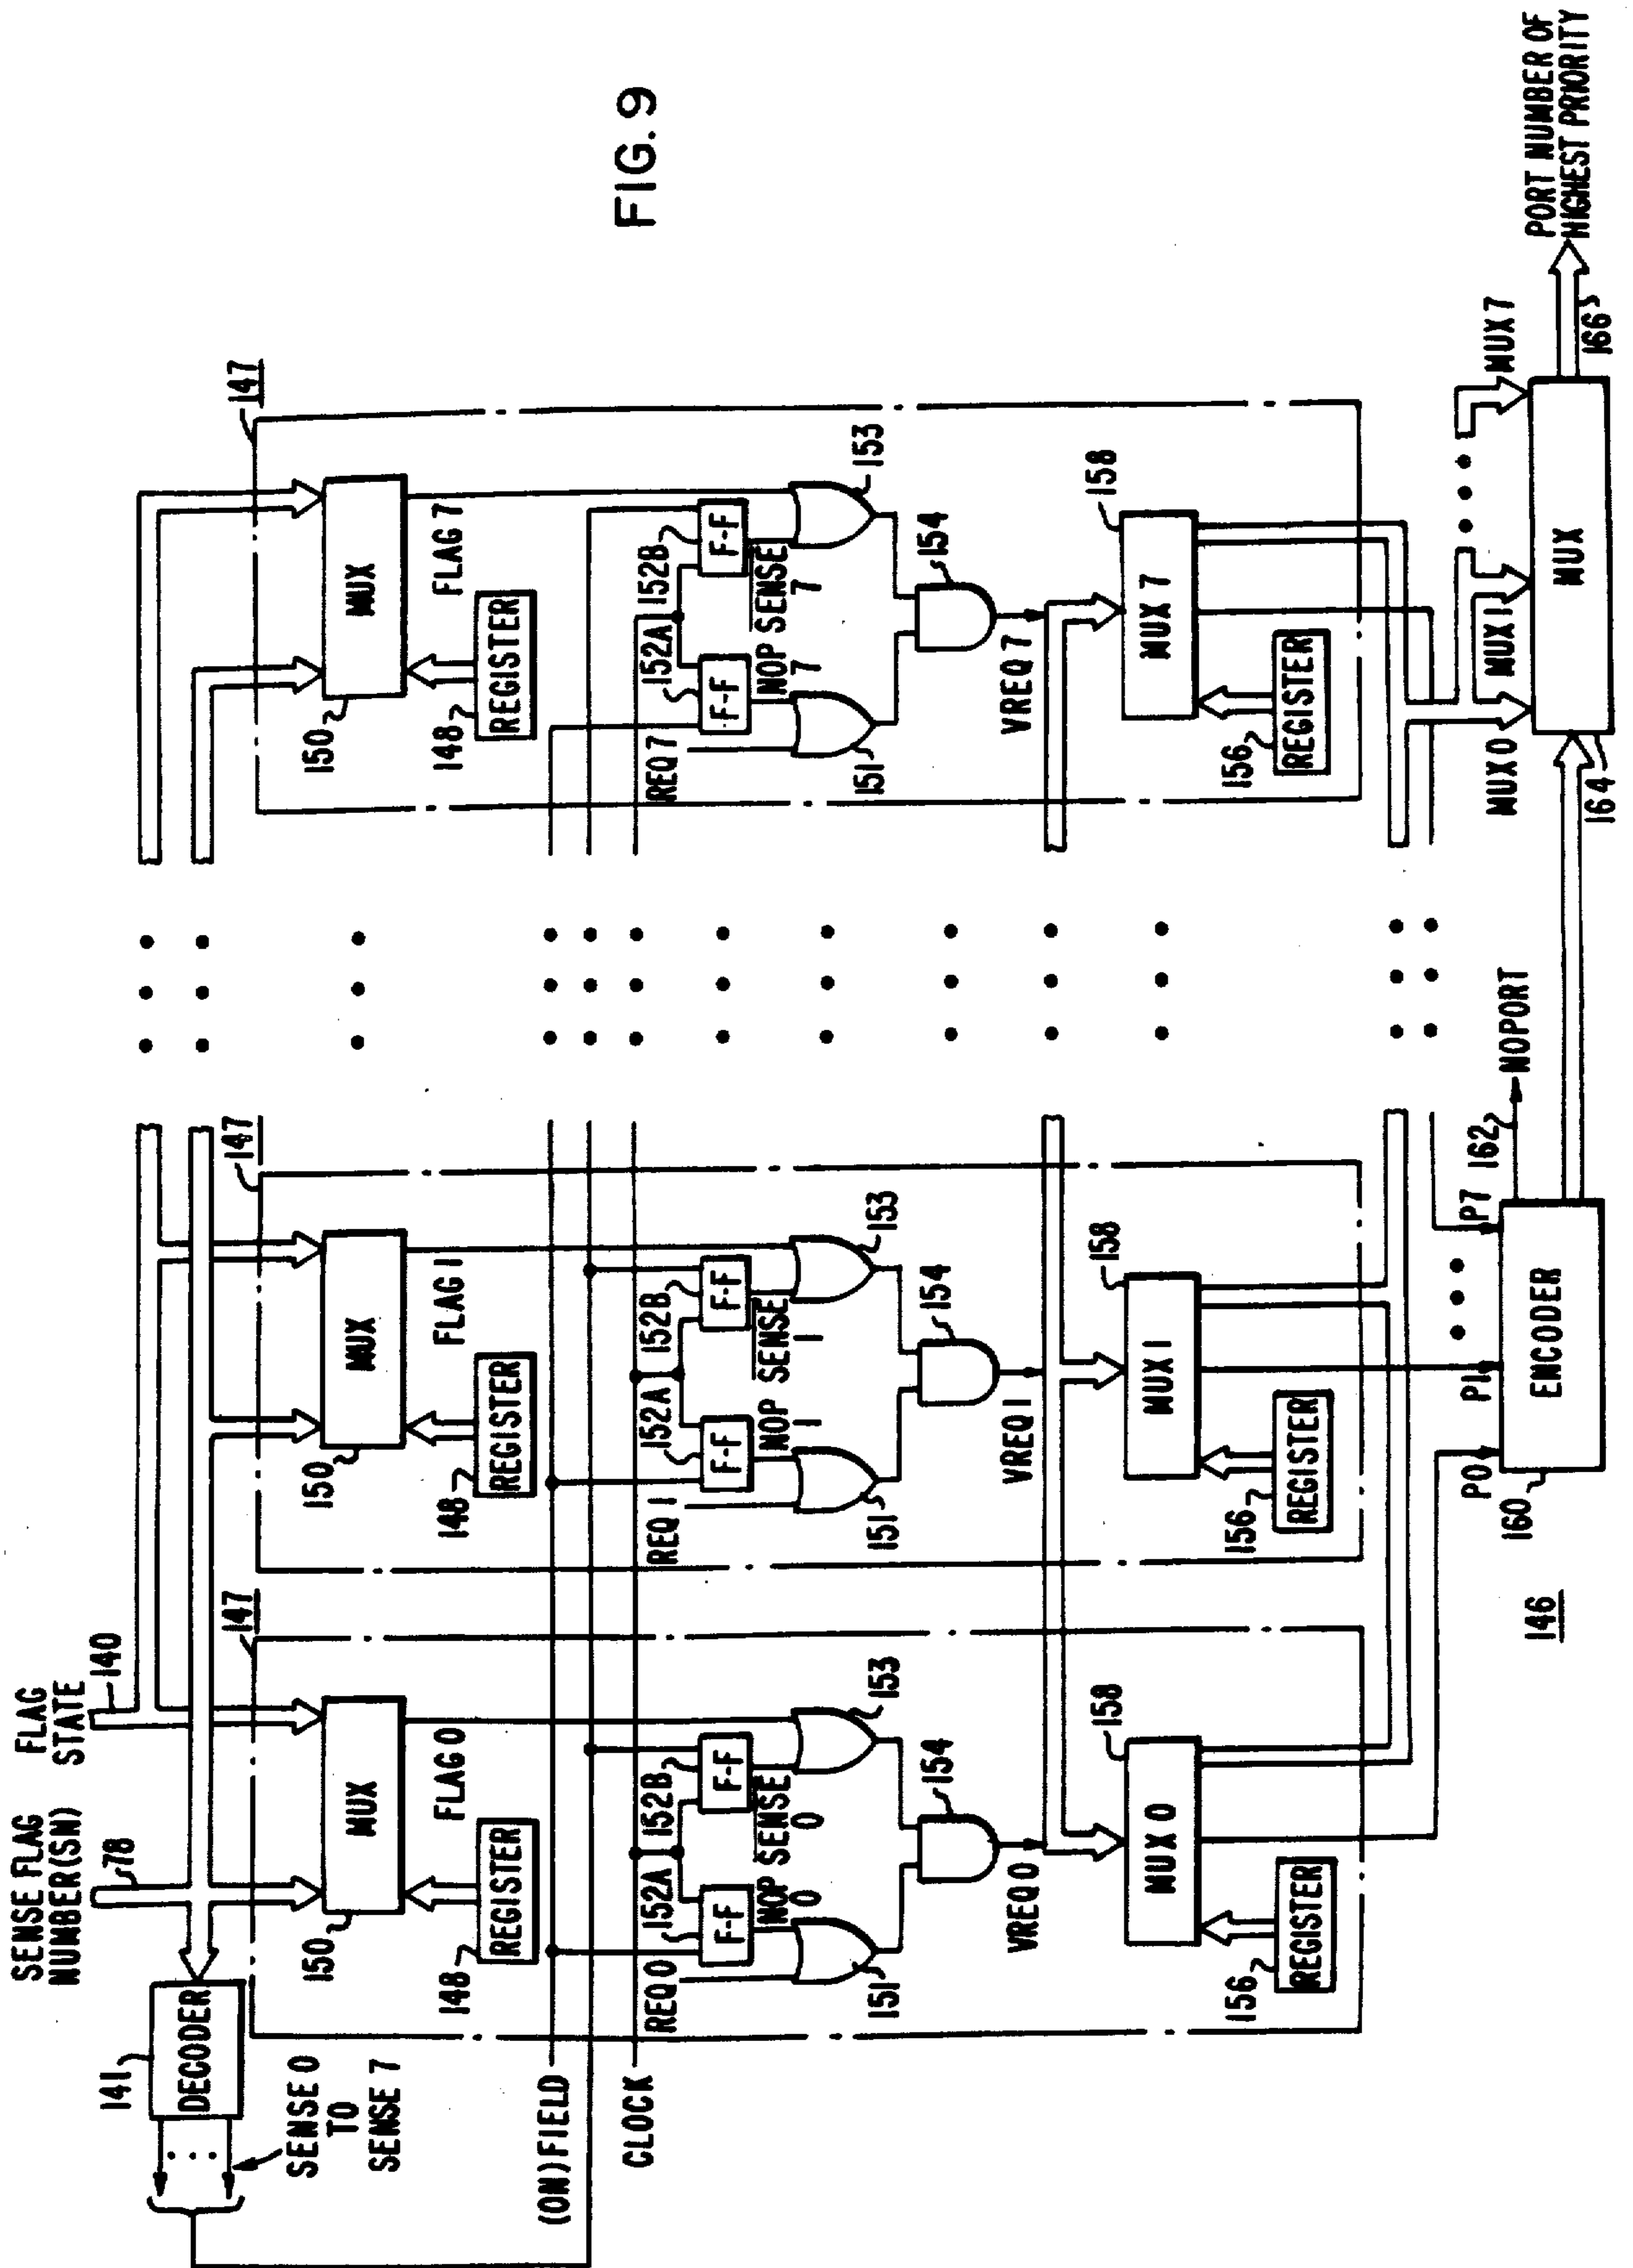 FIG. 9
SENSE FLAG
NUMBER(SN)
78
FLAG
STATE
140
141
DECODER
SENSE 0
TO
SENSE 7
147
MUX
150
FLAG 0
148
REGISTER
147
MUX
150
FLAG 1
148
REGISTER
147
MUX
150
FLAG 7
148
REGISTER
(ON)FIELD
CLOCK
REQ 0
152A
F-F
152B
F-F
NOP
0
SENSE
0
151
153
154
VREQ 0
REQ 1
152A
F-F
152B
F-F
NOP
1
SENSE
1
151
153
154
VREQ 1
REQ 7
152A
F-F
152B
F-F
NOP
7
SENSE
7
151
153
154
VREQ 7
MUX 0
158
156
REGISTER
MUX 1
158
156
REGISTER
MUX 7
158
156
REGISTER
P0
P1
P7
160
ENCODER
162
NOPORT
146
MUX 0
MUX 1
MUX 7
164
MUX
166
PORT NUMBER OF
HIGHEST PRIORITY